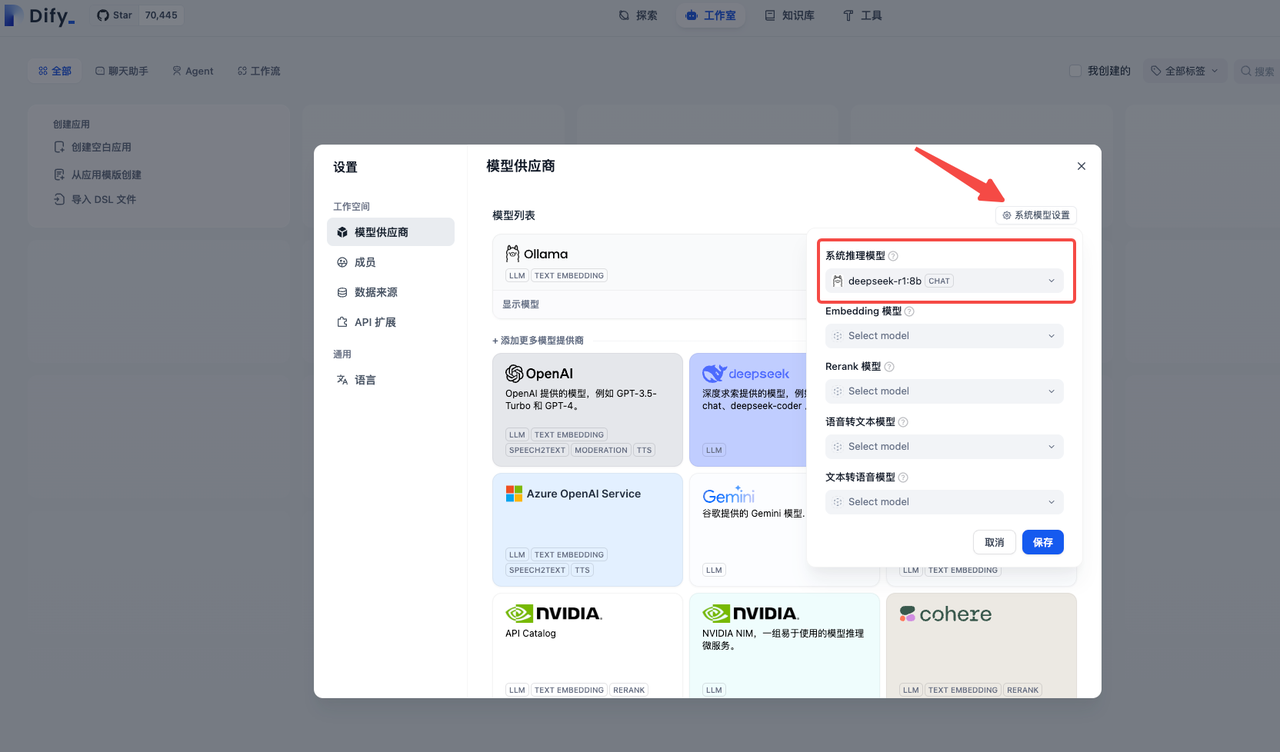 Dify_
Star 70,445
探索
工作室
知识库
工具
全部
聊天助手
Agent
工作流
我创建的
全部标签
搜索
创建应用
创建空白应用
从应用模版创建
导入 DSL 文件
设置
工作空间
模型供应商
成员
数据来源
API 扩展
通用
语言
模型供应商
模型列表
系统模型设置
Ollama
LLM TEXT EMBEDDING
显示模型
+ 添加更多模型提供商
OpenAI
OpenAI 提供的模型，例如 GPT-3.5-
Turbo 和 GPT-4。
LLM TEXT EMBEDDING
SPEECH2TEXT MODERATION TTS
deepseek
深度求索提供的模型，例
chat、deepseek-coder
LLM
Azure OpenAI Service
LLM TEXT EMBEDDING
SPEECH2TEXT TTS
Gemini
谷歌提供的 Gemini 模型.
LLM
LLM TEXT EMBEDDING
NVIDIA.
API Catalog
LLM TEXT EMBEDDING RERANK
NVIDIA.
NVIDIA NIM，一组易于使用的模型推理
微服务。
LLM
cohere
LLM TEXT EMBEDDING RERANK
系统推理模型
deepseek-r1:8b CHAT
Embedding 模型
Select model
Rerank 模型
Select model
语音转文本模型
Select model
文本转语音模型
Select model
取消
保存